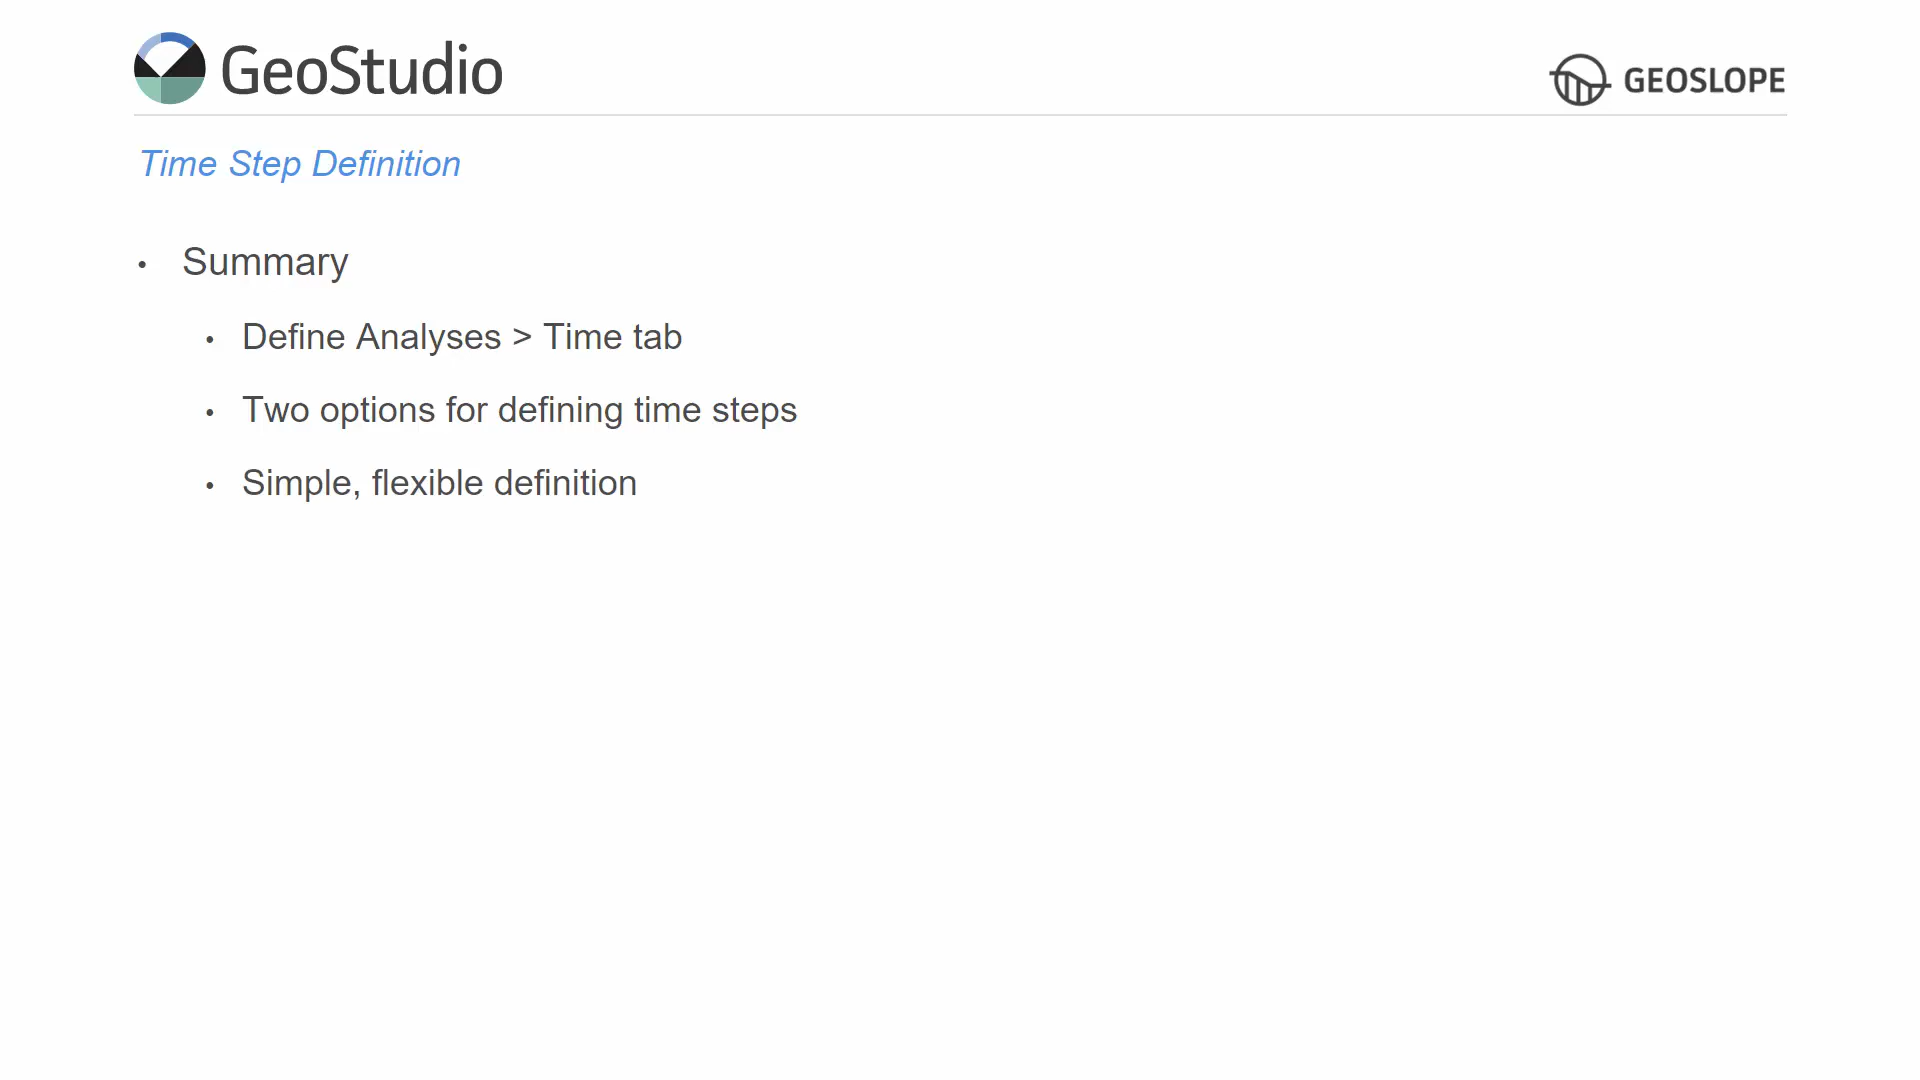 GeoStudio
GEOSLOPE
Time Step Definition
• Summary
• Define Analyses > Time tab
• Two options for defining time steps
• Simple, flexible definition